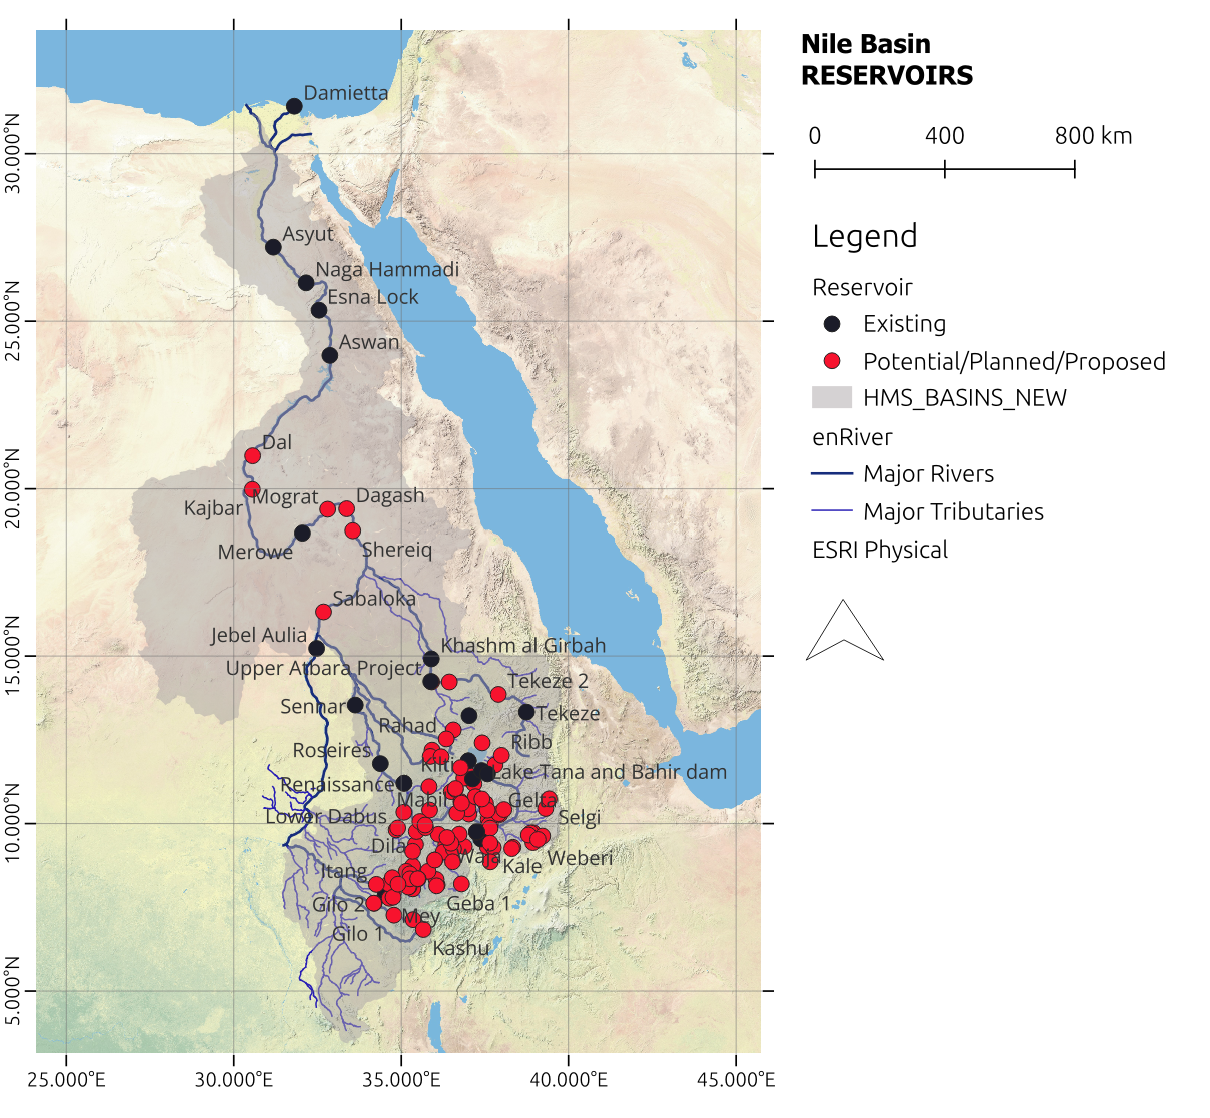 Nile Basin
RESERVOIRS
0 400 800 km
Legend
Reservoir
Existing
Potential/Planned/Proposed
HMS_BASINS_NEW
enRiver
Major Rivers
Major Tributaries
ESRI Physical
30.000°N
25.000°N
20.000°N
15.000°N
10.000°N
5.0000°N
25.000°E 30.000°E 35.000°E 40.000°E 45.000°E
Damietta
Asyut
Naga Hammadi
Esna Lock
Aswan
Dal
Mograt Dagash
Kajbar
Merowe Shereiq
Sabaloka
Jebel Aulia
Khashm al Girbah
Upper Atbara Project
Tekeze 2
Sennar
Tekeze
Rahad
Ribb
Roseires
Lake Tana and Bahir dam
Renaissance
Mabil
Lower Dabus Selgi
Dila
Waja
Weberi
Kale
Itang
Gilo 2 Geba 1
Mey
Gilo 1
Kashu